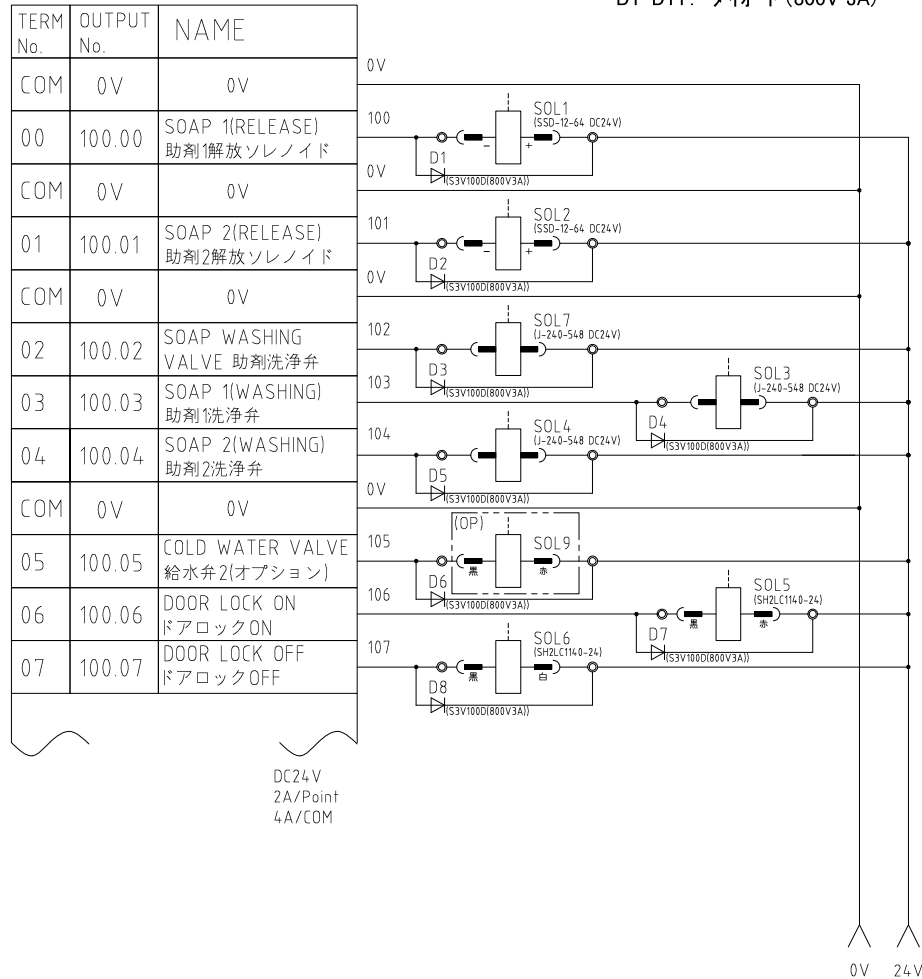 D1-D11: ダイオード(800V 3A)
TERM No. OUTPUT No. NAME
COM 0V 0V
0V
00 100.00 SOAP 1(RELEASE)
助剤1解放ソレノイド
100
SOL1
(SSD-12-64 DC24V)
- +
D1
(S3V100D(800V3A))
COM 0V 0V
0V
01 100.01 SOAP 2(RELEASE)
助剤2解放ソレノイド
101
SOL2
(SSD-12-64 DC24V)
- +
D2
(S3V100D(800V3A))
COM 0V 0V
0V
02 100.02 SOAP WASHING
VALVE 助剤洗浄弁
102
SOL7
(J-240-548 DC24V)
D3
(S3V100D(800V3A))
03 100.03 SOAP 1(WASHING)
助剤1洗浄弁
103
SOL3
(J-240-548 DC24V)
D4
(S3V100D(800V3A))
04 100.04 SOAP 2(WASHING)
助剤2洗浄弁
104
SOL4
(J-240-548 DC24V)
D5
(S3V100D(800V3A))
COM 0V 0V
0V
05 100.05 COLD WATER VALVE
給水弁2(オプション)
105
(OP)
SOL9
黒 赤
D6
(S3V100D(800V3A))
06 100.06 DOOR LOCK ON
ドアロックON
106
SOL5
(SH2LC1140-24)
黒 赤
D7
(S3V100D(800V3A))
07 100.07 DOOR LOCK OFF
ドアロックOFF
107
SOL6
(SH2LC1140-24)
黒 白
D8
(S3V100D(800V3A))
DC24V
2A/Point
4A/COM
0V 24V